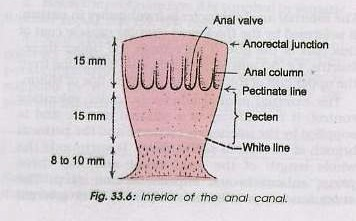 Anal valve
Anorectal junction
15 mm
Anal column
Pectinate line
15 mm
Pecten
White line
8 to 10 mm
Fig. 33.6: Interior of the anal canal.